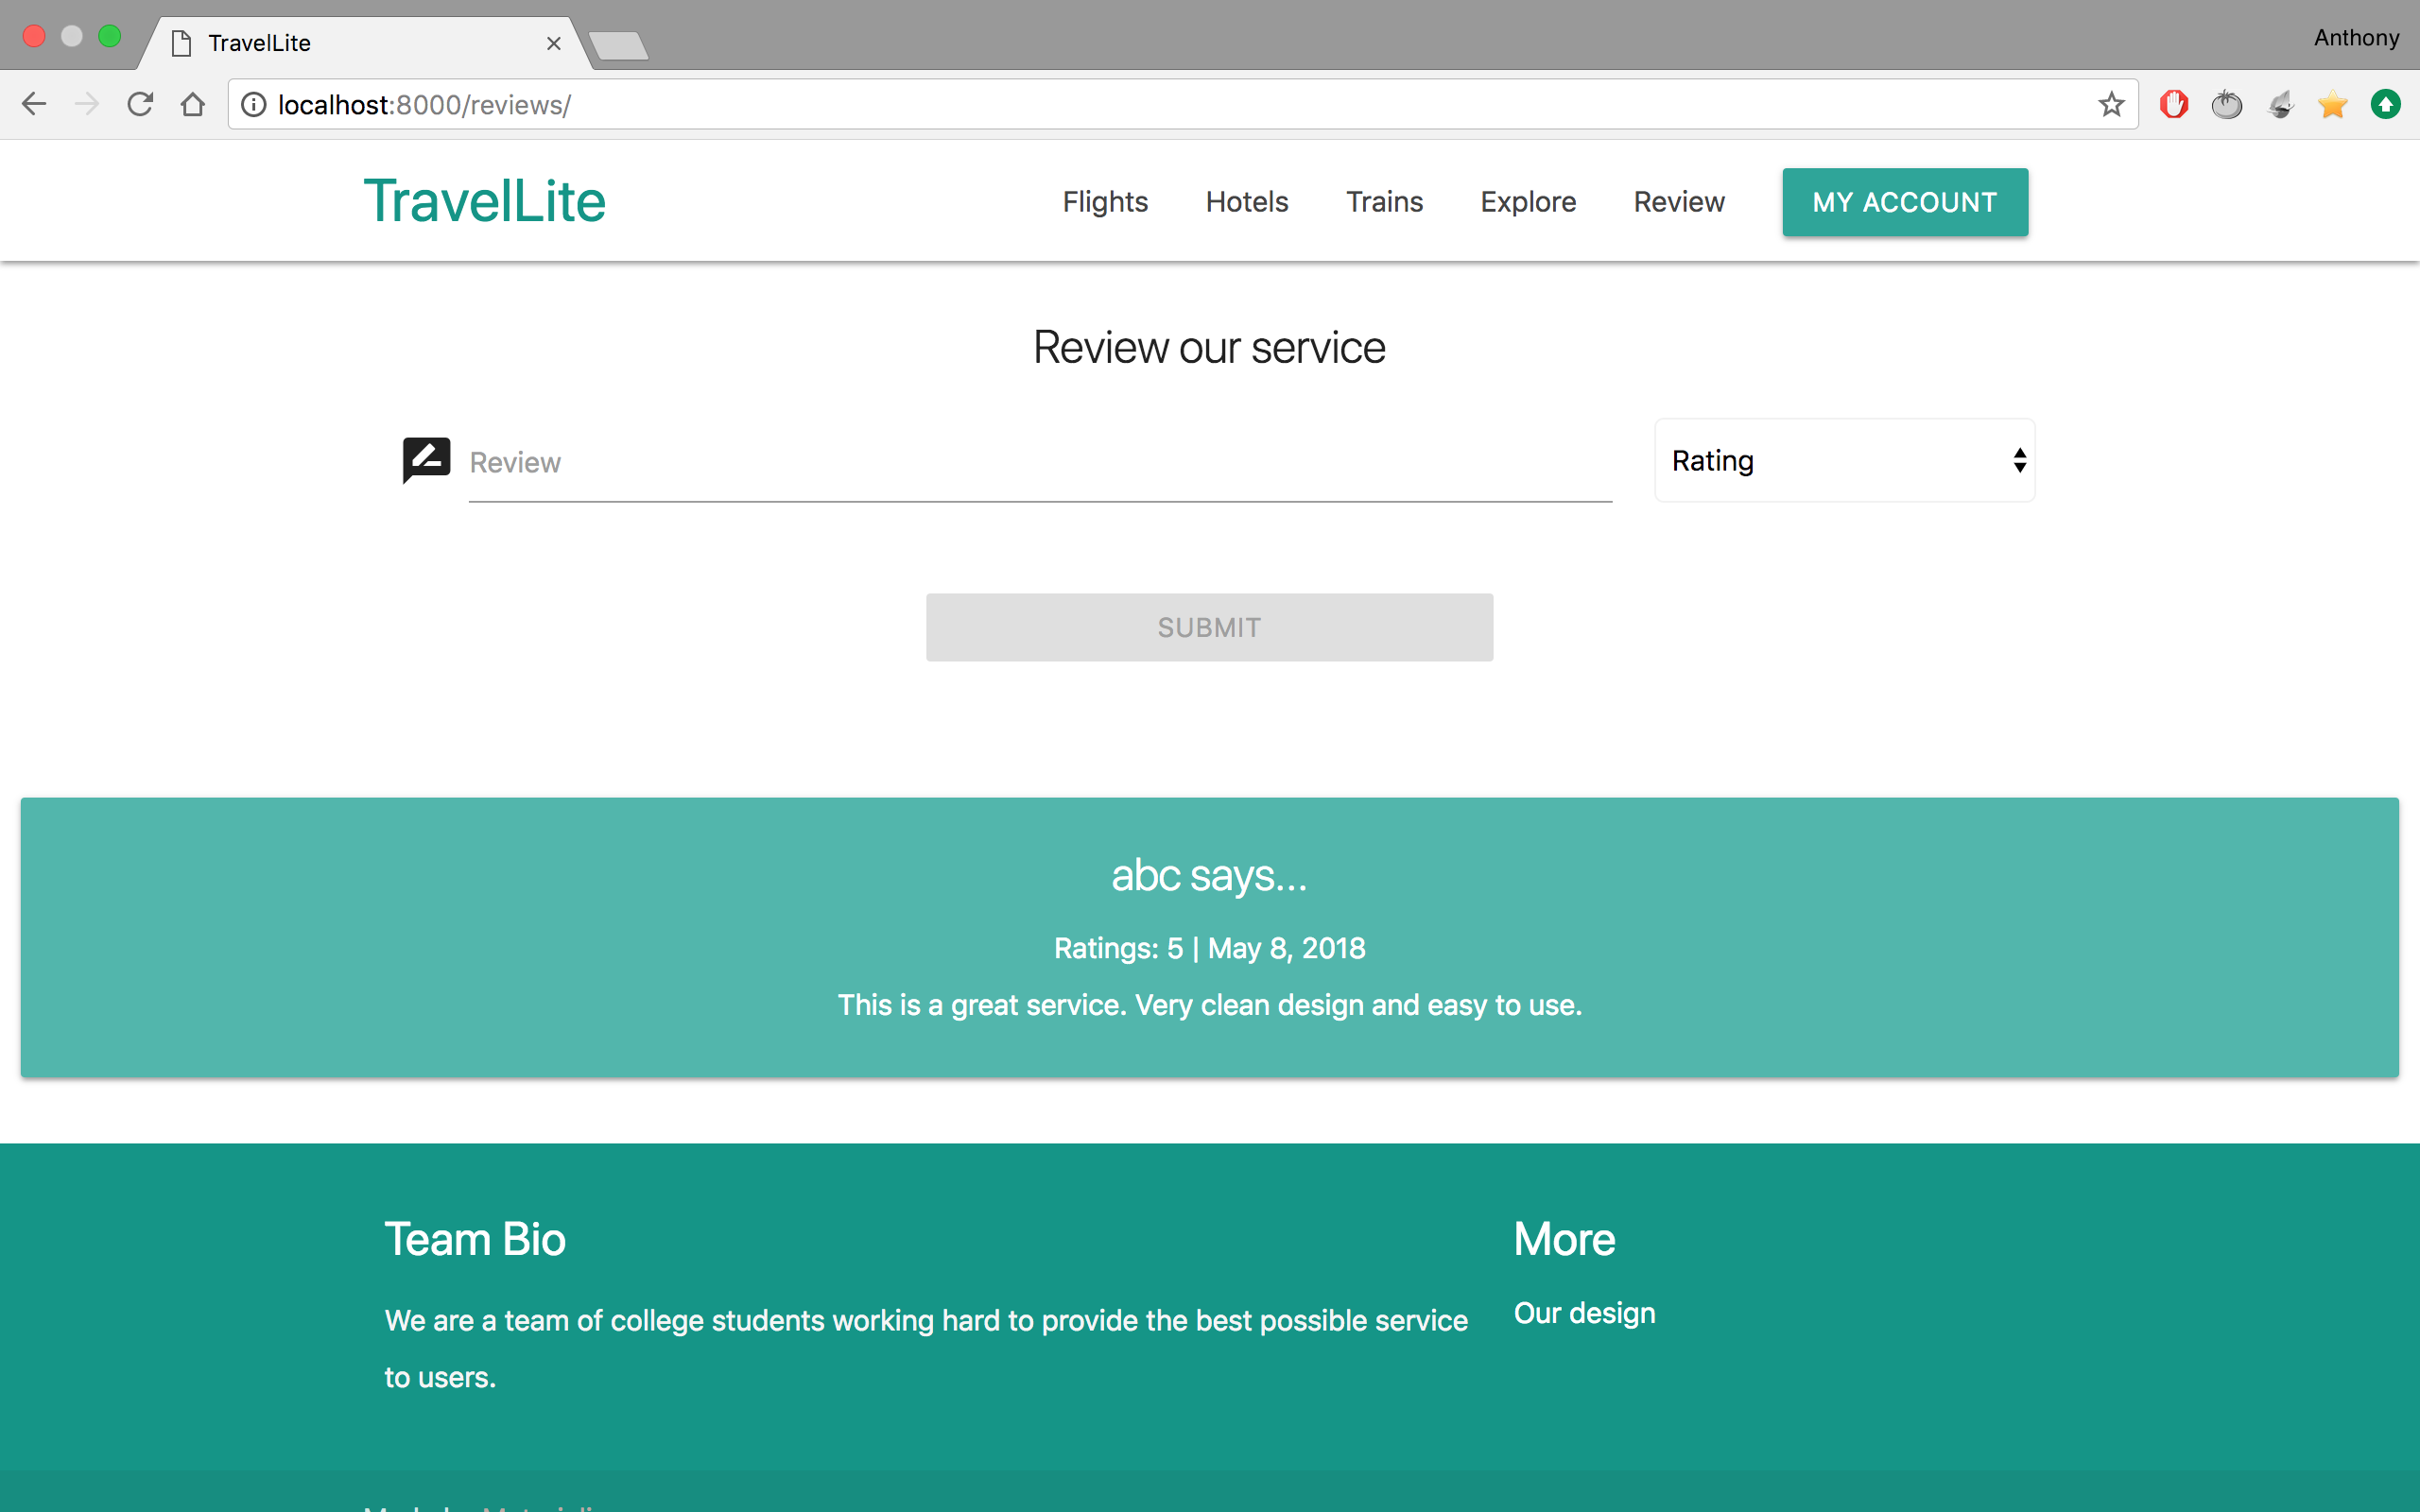 TravelLite
Anthony
localhost:8000/reviews/
TravelLite
Flights
Hotels
Trains
Explore
Review
MY ACCOUNT
Review our service
Review
Rating
SUBMIT
abc says...
Ratings: 5 | May 8, 2018
This is a great service. Very clean design and easy to use.
Team Bio
We are a team of college students working hard to provide the best possible service
to users.
More
Our design